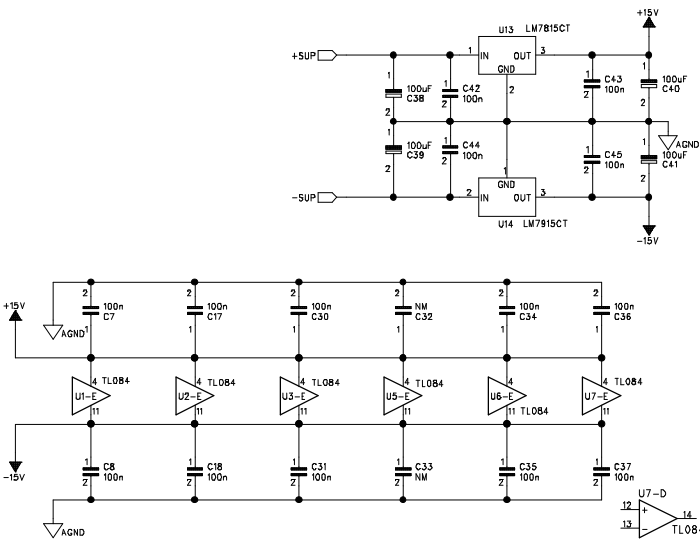 +15V
U13 LM7815CT
+SUP 1 IN OUT 3
GND
2
1 100uF C38 2
1 C42 100n 2
1 C43 100n 2
1 100uF C40 2
AGND
1 100uF C39 2
1 C44 100n 2
1 C45 100n 2
1 100uF C41 2
1
GND
-SUP 2 IN OUT 3
U14 LM7915CT
-15V
2 100n C7 1
2 100n C17 1
2 100n C30 1
2 NM C32 1
2 100n C34 1
2 100n C36 1
+15V
AGND
4 TL084 U1-E 11
4 TL084 U2-E 11
4 TL084 U3-E 11
4 TL084 U5-E 11
4 U6-E 11 TL084
4 TL084 U7-E 11
-15V
1 C8 100n 2
1 C18 100n 2
1 C31 100n 2
1 C33 NM 2
1 C35 100n 2
1 C37 100n 2
AGND
U7-D
12 +
14
13 -
TL084